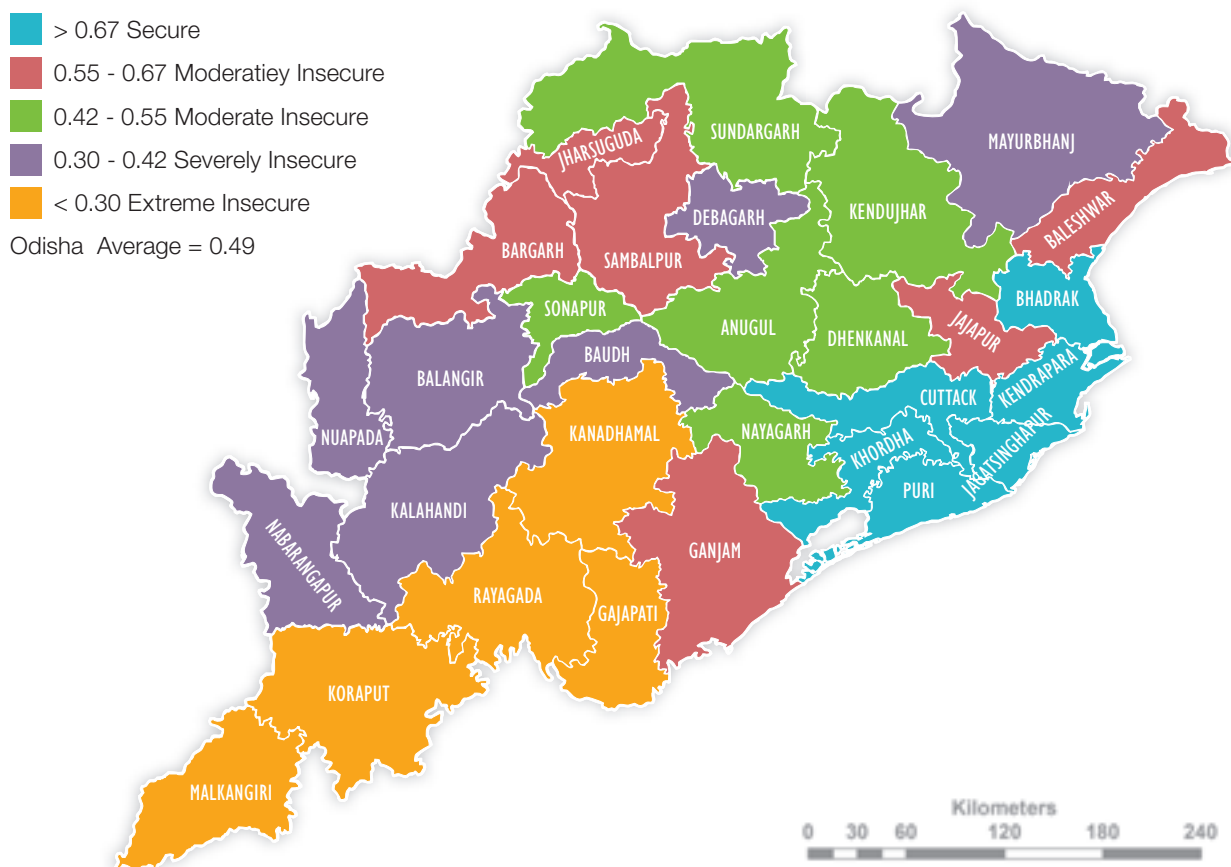 > 0.67 Secure
0.55 - 0.67 Moderatiey Insecure
0.42 - 0.55 Moderate Insecure
0.30 - 0.42 Severely Insecure
< 0.30 Extreme Insecure
Odisha Average = 0.49
SUNDARGARH
JHARSUGUDA
MAYURBHANJ
DEBAGARH
KENDUJHAR
BALESHWAR
BARGARH
SAMBALPUR
BHADRAK
SONAPUR
ANUGUL
DHENKANAL
JAJAPUR
BAUDH
BALANGIR
CUTTACK
KENDRAPARA
NUAPADA
KANADHAMAL
NAYAGARH
KHORDHA
JAGATSINGHAPUR
PURI
KALAHANDI
NABARANGAPUR
GANJAM
RAYAGADA
GAJAPATI
KORAPUT
MALKANGIRI
Kilometers
0 30 60 120 180 240